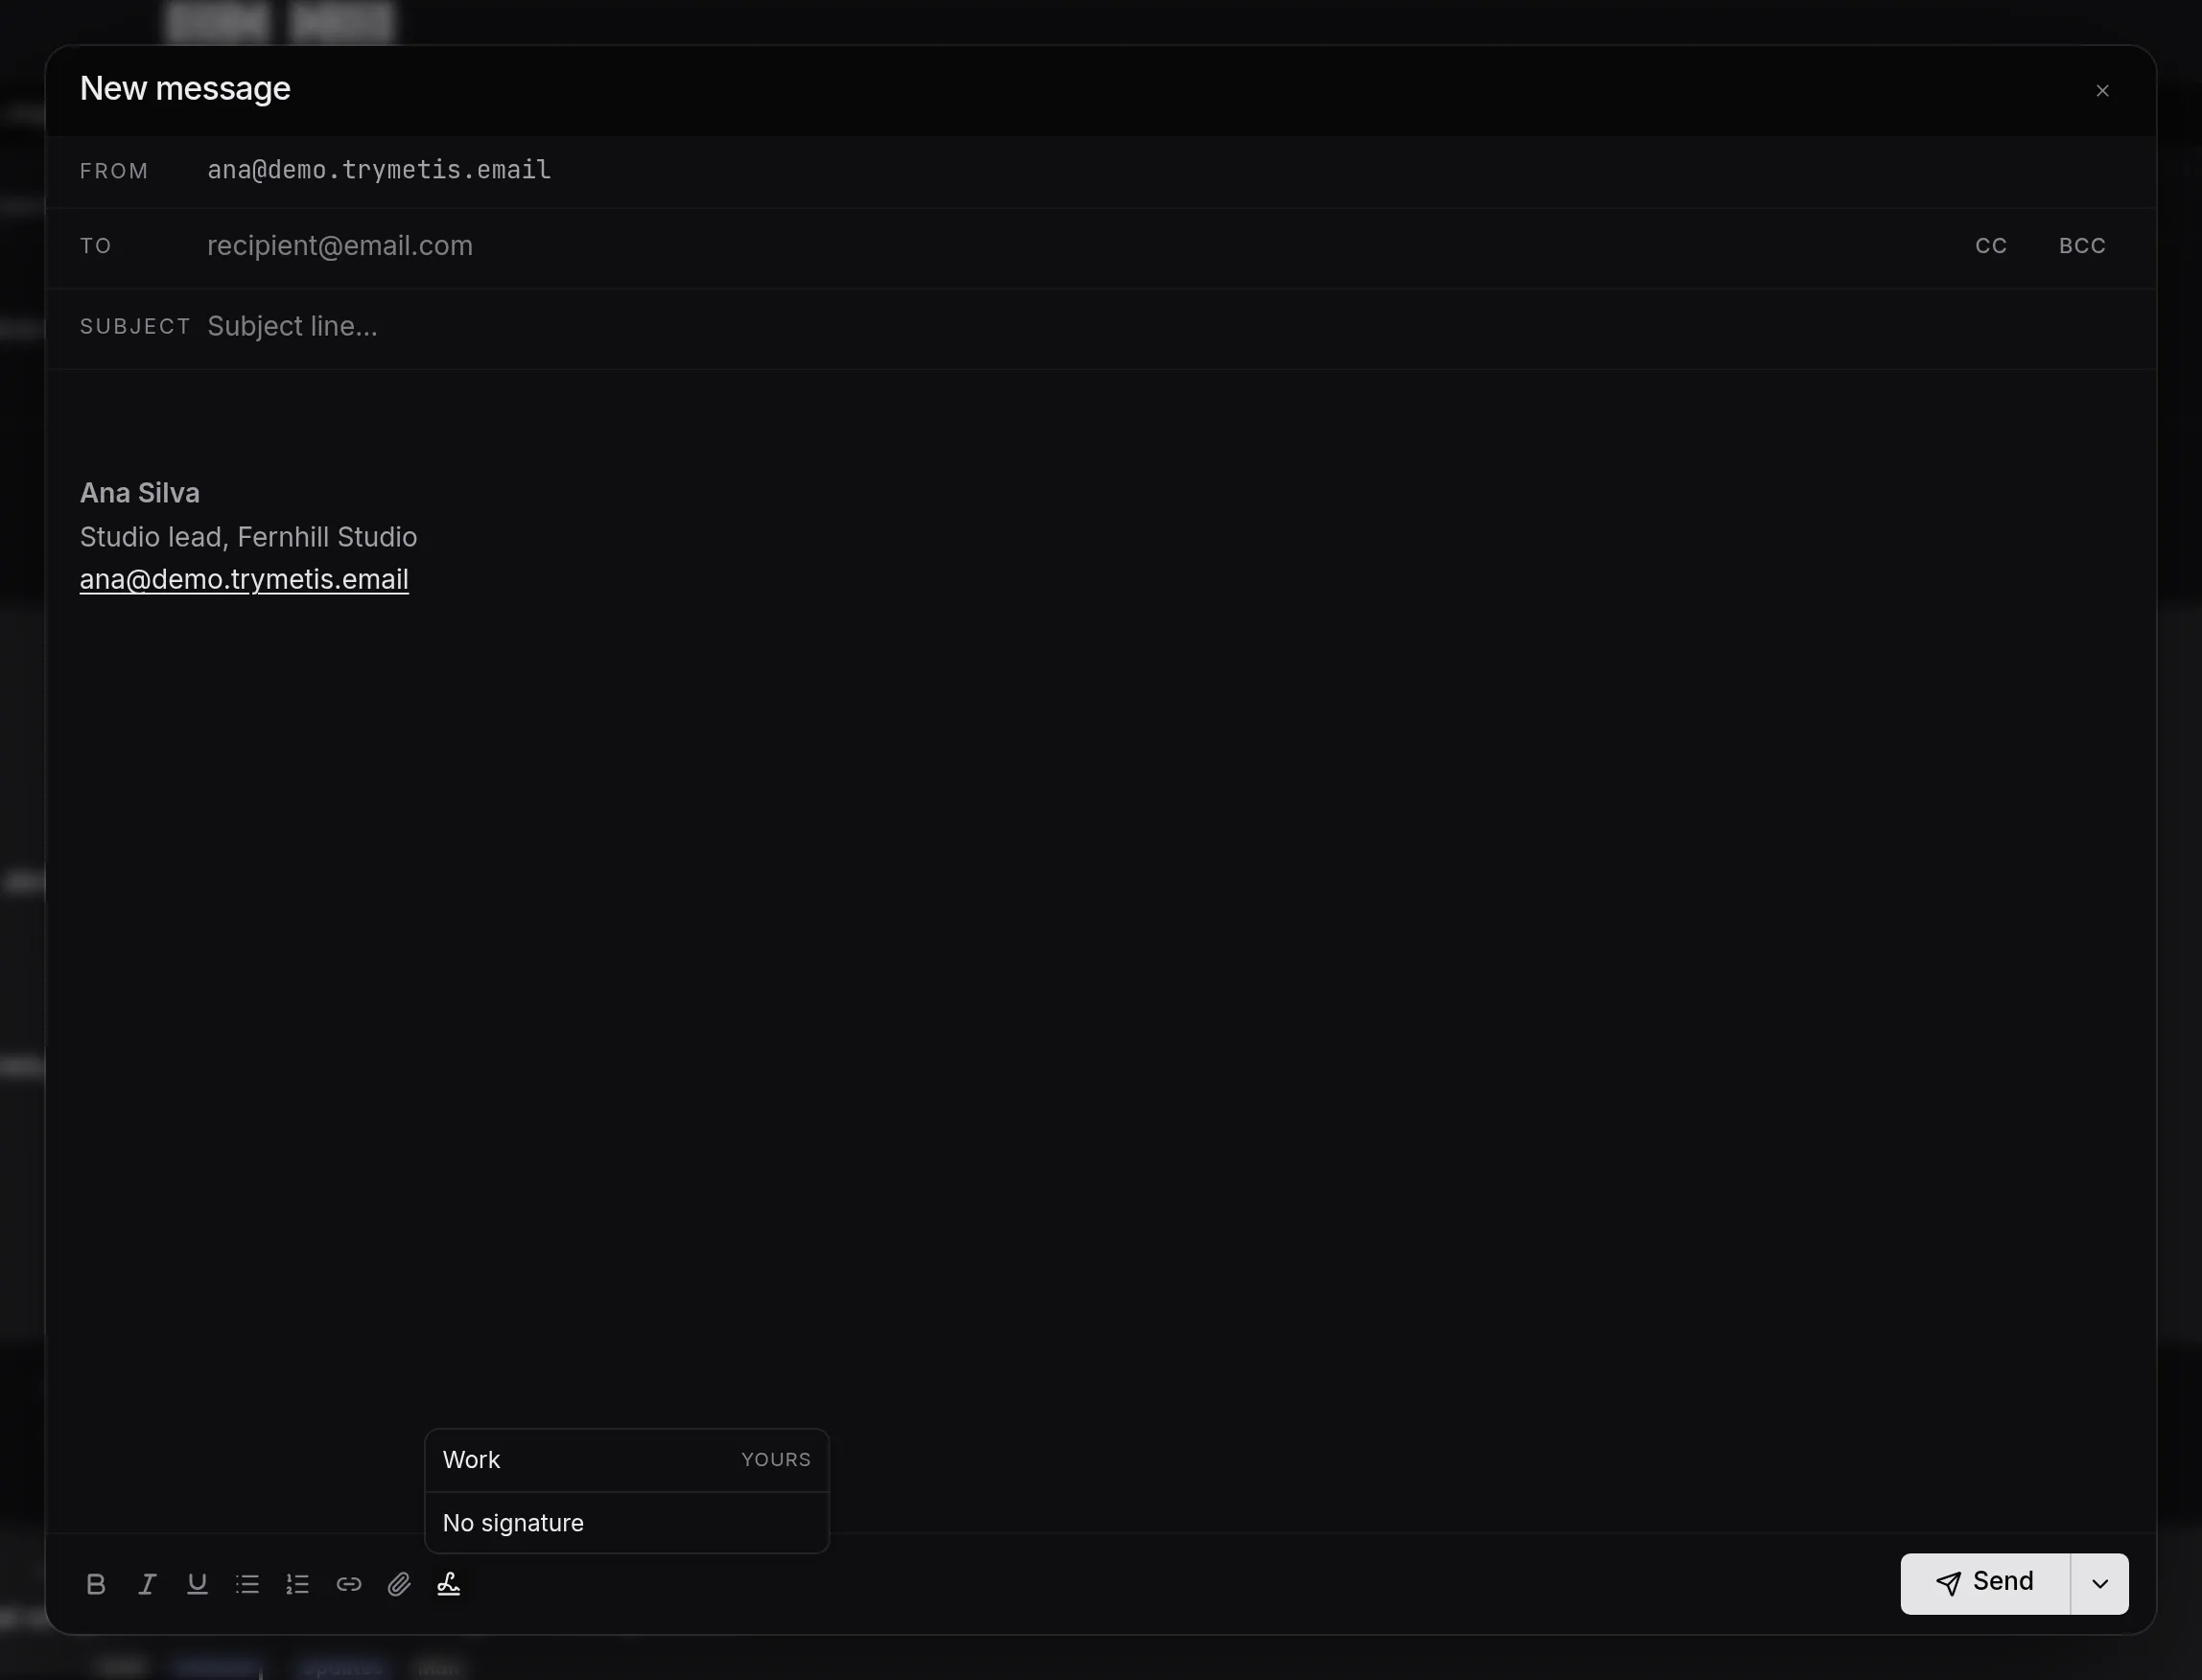 New message
FROM ana@demo.trymetis.email
TO recipient@email.com CC BCC
SUBJECT Subject line...
Ana Silva
Studio lead, Fernhill Studio
ana@demo.trymetis.email
Work YOURS
No signature
Send